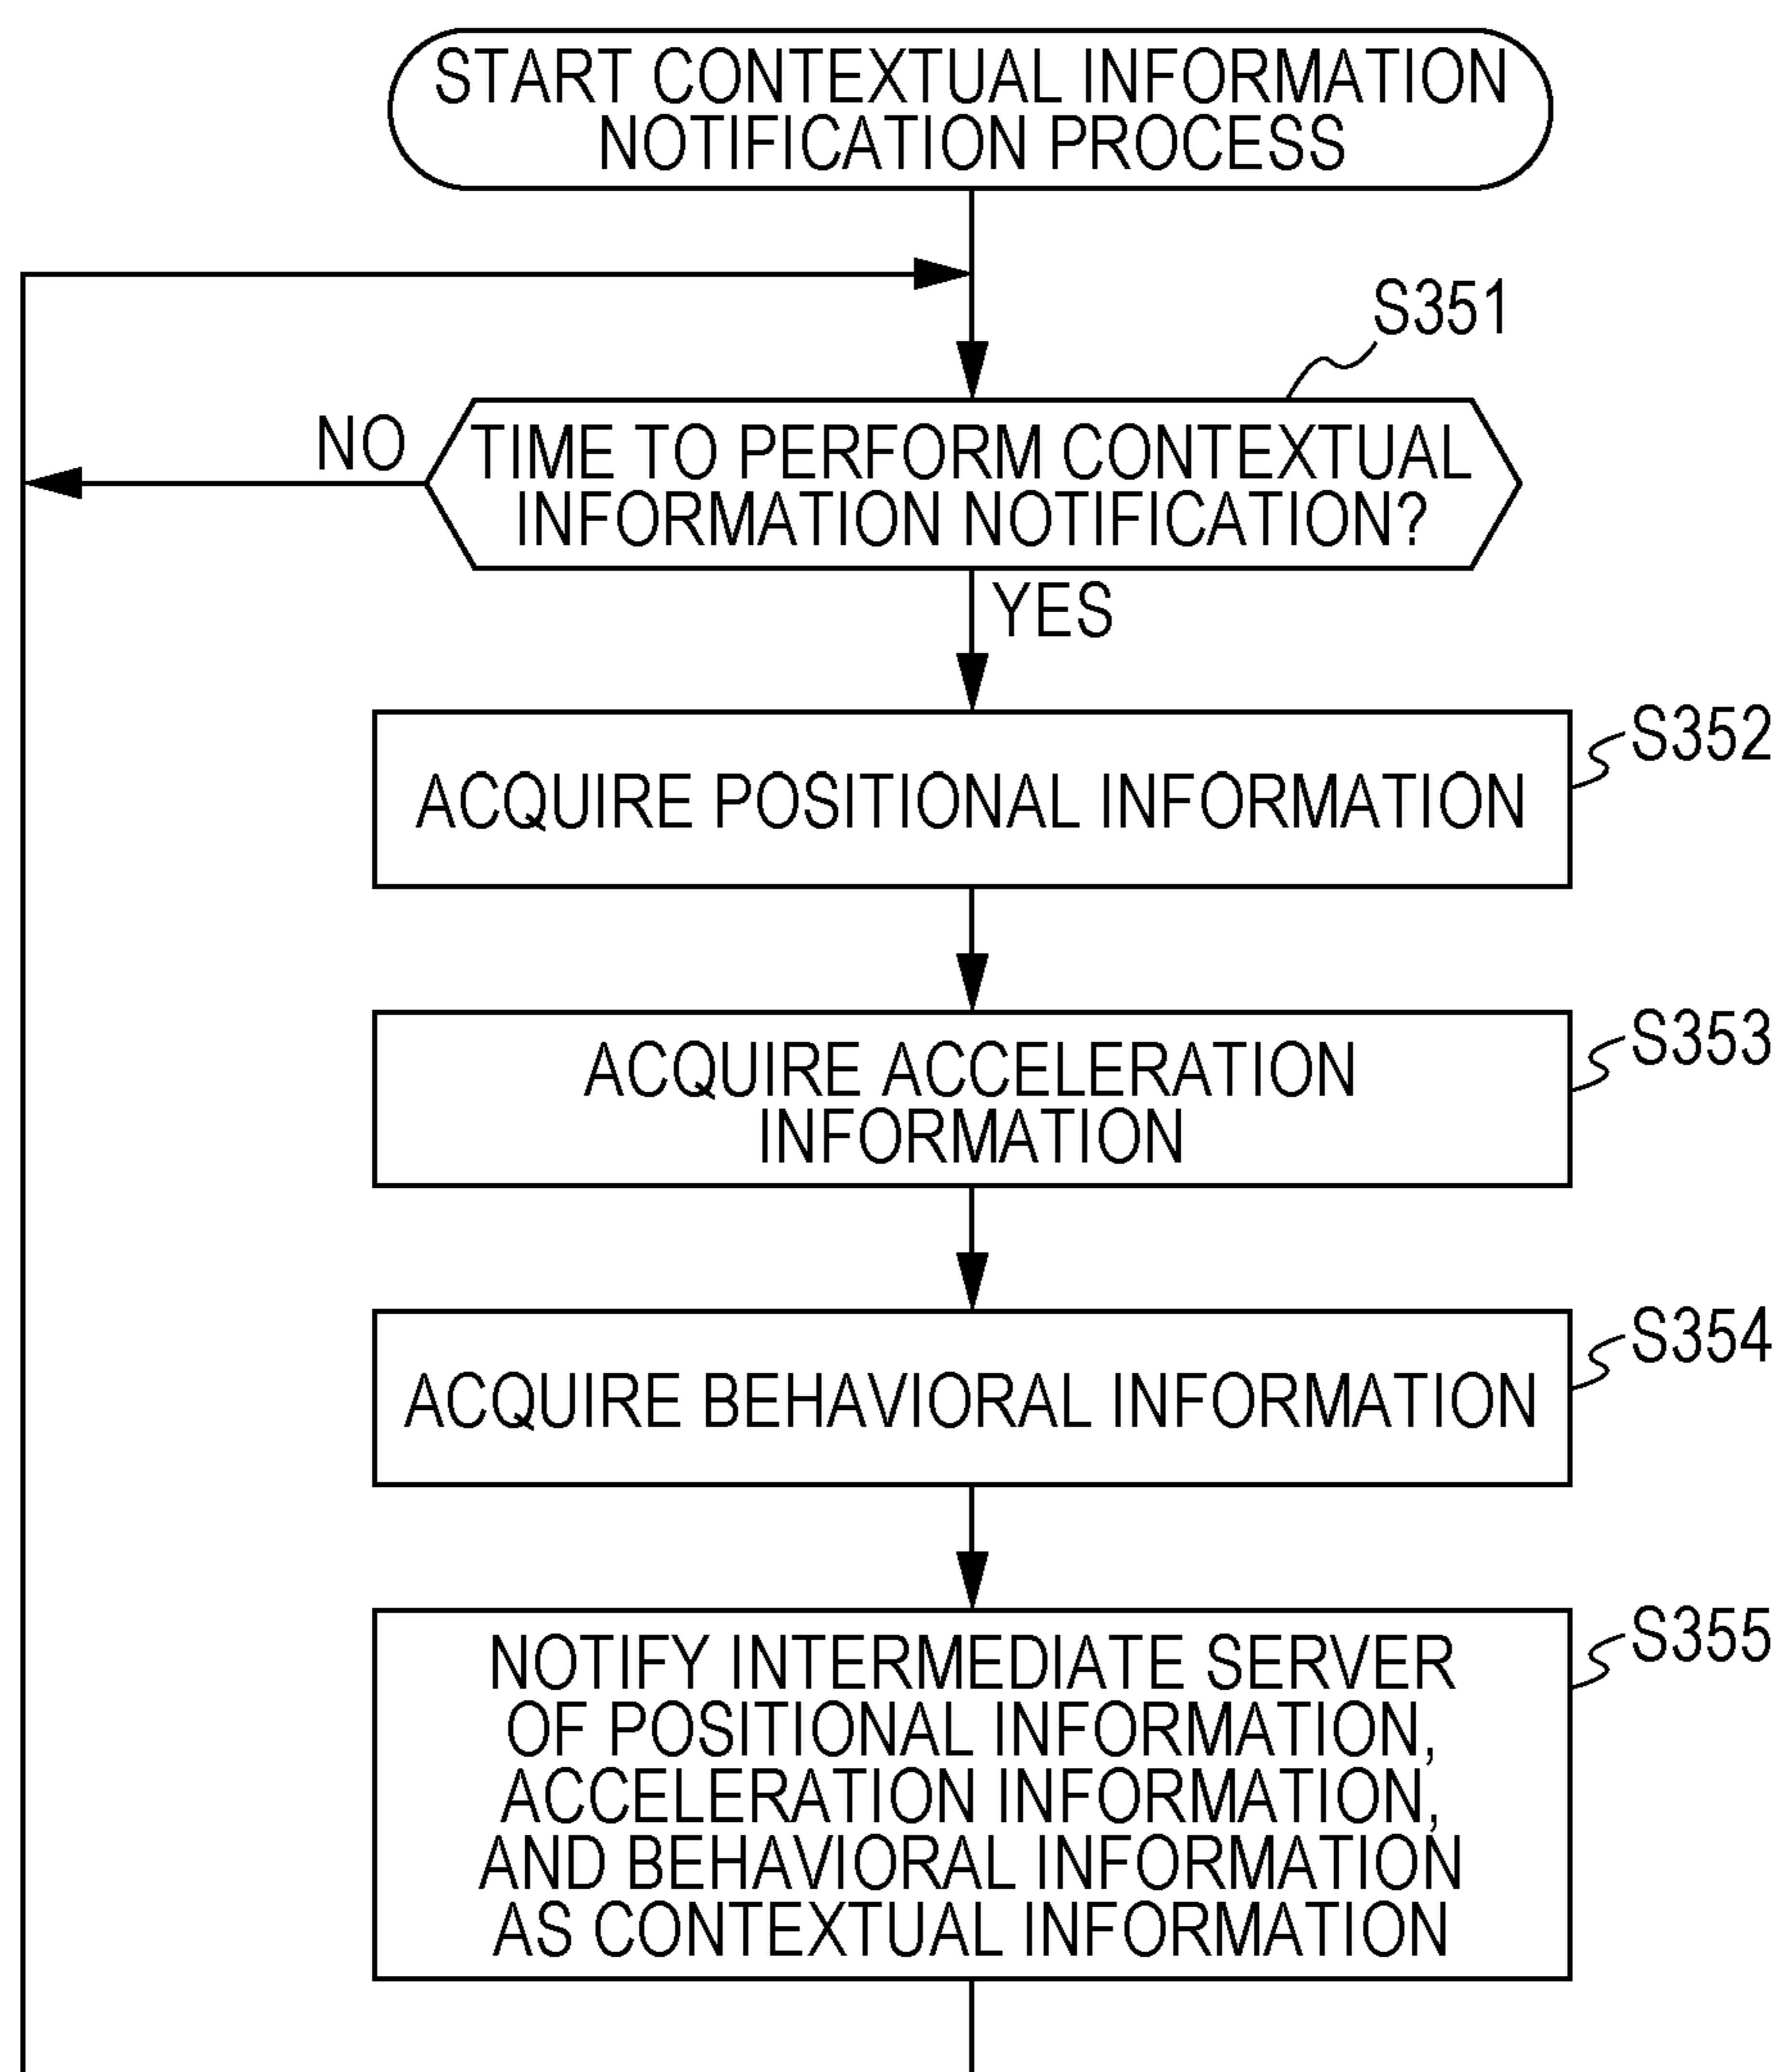 START CONTEXTUAL INFORMATION
NOTIFICATION PROCESS
S351
NO
TIME TO PERFORM CONTEXTUAL
INFORMATION NOTIFICATION?
YES
S352
ACQUIRE POSITIONAL INFORMATION
S353
ACQUIRE ACCELERATION
INFORMATION
S354
ACQUIRE BEHAVIORAL INFORMATION
S355
NOTIFY INTERMEDIATE SERVER
OF POSITIONAL INFORMATION,
ACCELERATION INFORMATION,
AND BEHAVIORAL INFORMATION
AS CONTEXTUAL INFORMATION